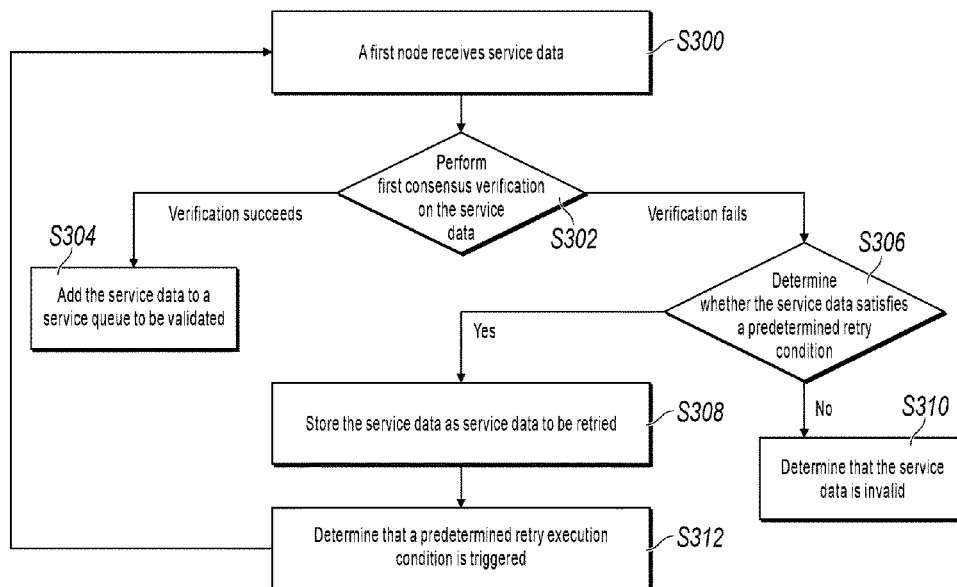 A first node receives service data
S300
Perform
first consensus verification
on the service
data
S302
Verification succeeds
Verification fails
S304
Add the service data to a
service queue to be validated
S306
Determine
whether the service data satisfies
a predetermined retry
condition
Yes
No
S308
Store the service data as service data to be retried
S310
Determine that the service
data is invalid
Determine that a predetermined retry execution
condition is triggered
S312